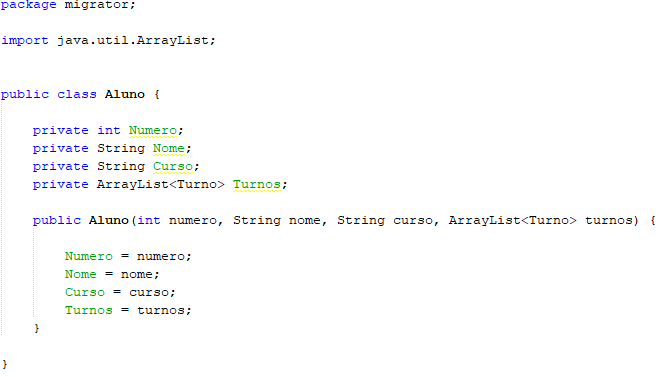 package migrator;
import java.util.ArrayList;
public class Aluno {
private int Numero;
private String Nome;
private String Curso;
private ArrayList<Turno> Turnos;
public Aluno(int numero, String nome, String curso, ArrayList<Turno> turnos) {
Numero = numero;
Nome = nome;
Curso = curso;
Turnos = turnos;
}
}